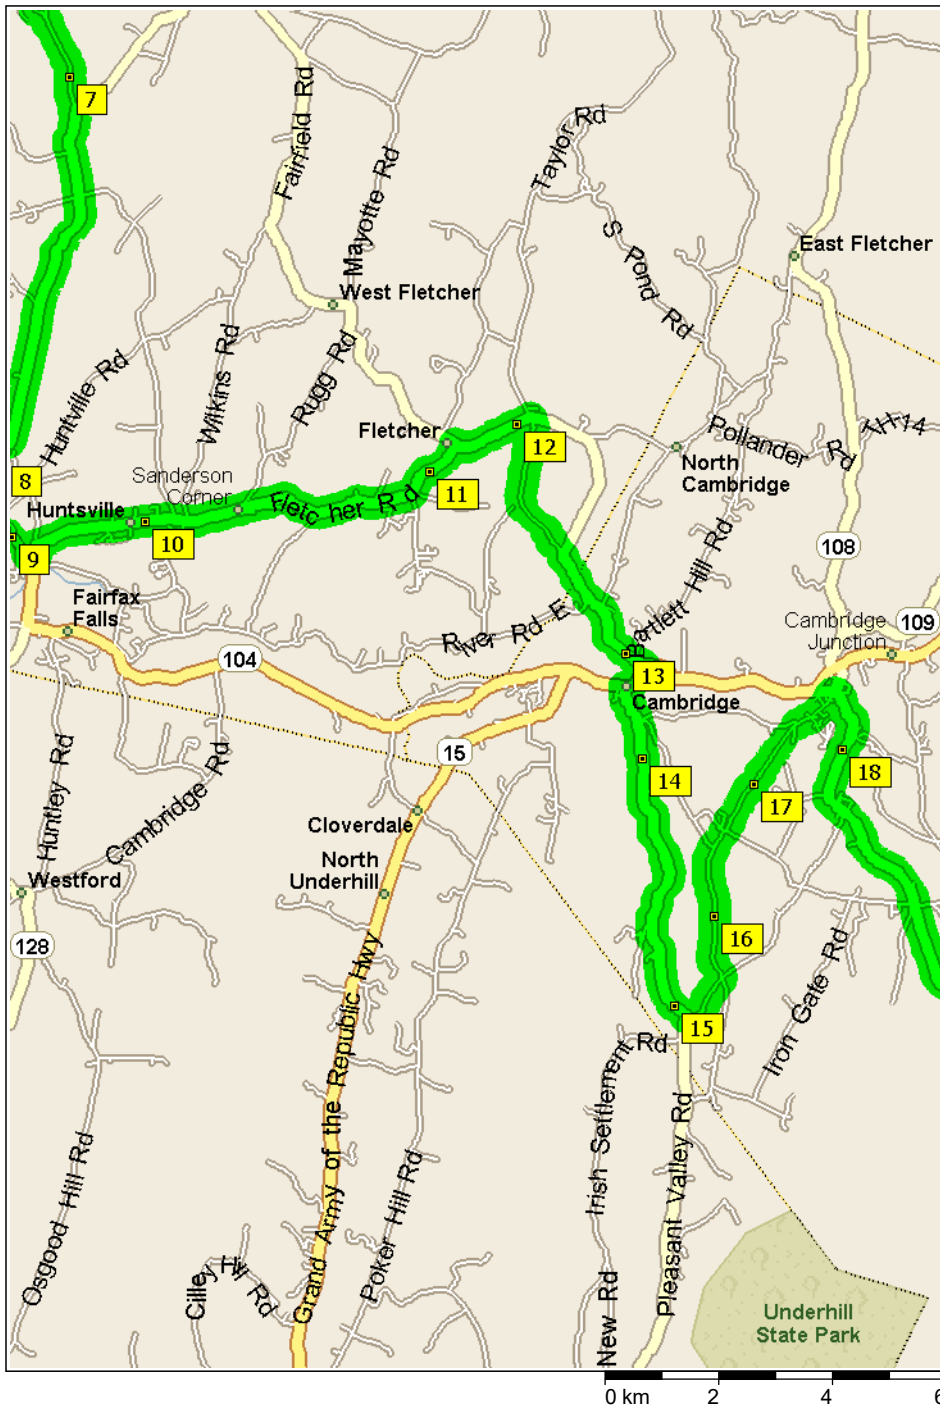 7
Fairfield Rd
Mayotte Rd
Taylor Rd
S Pond Rd
East Fletcher
West Fletcher
Huntville Rd
Wilkins Rd
Rugg Rd
Fletcher
12
Pollander Rd
TH-14
North
Cambridge
8
Sanderson
Corner
11
Fletcher Rd
Huntsville
10
9
108
Bartlett Hill Rd
Fairfax
Falls
River Rd E
Cambridge
Junction
109
104
13
Cambridge
15
14
18
17
Huntley Rd
Cambridge Rd
Cloverdale
North
Underhill
Westford
128
16
Iron Gate Rd
15
Irish Settlement Rd
Grand Army of the Republic Hwy
Pleasant Valley Rd
Osgood Hill Rd
Poker Hill Rd
Cilley Hill Rd
New Rd
Underhill
State Park
0 km 2 4 6